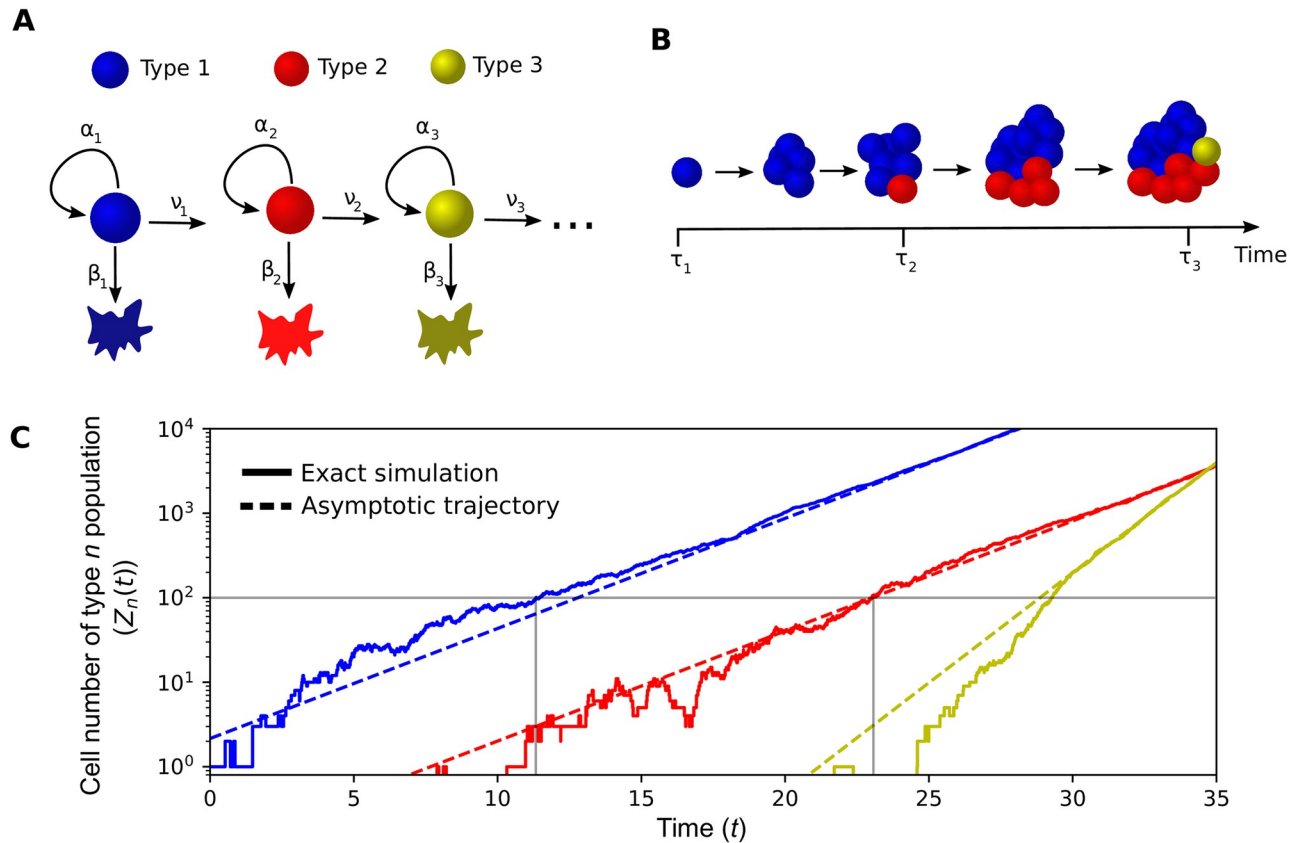 A
Type 1
Type 2
Type 3
α1
α2
α3
ν1
ν2
ν3
...
β1
β2
β3
B
τ1
τ2
τ3
Time
C
Cell number of type n population
(Zn(t))
10^4
10^3
10^2
10^1
10^0
Exact simulation
Asymptotic trajectory
0
5
10
15
20
25
30
35
Time (t)